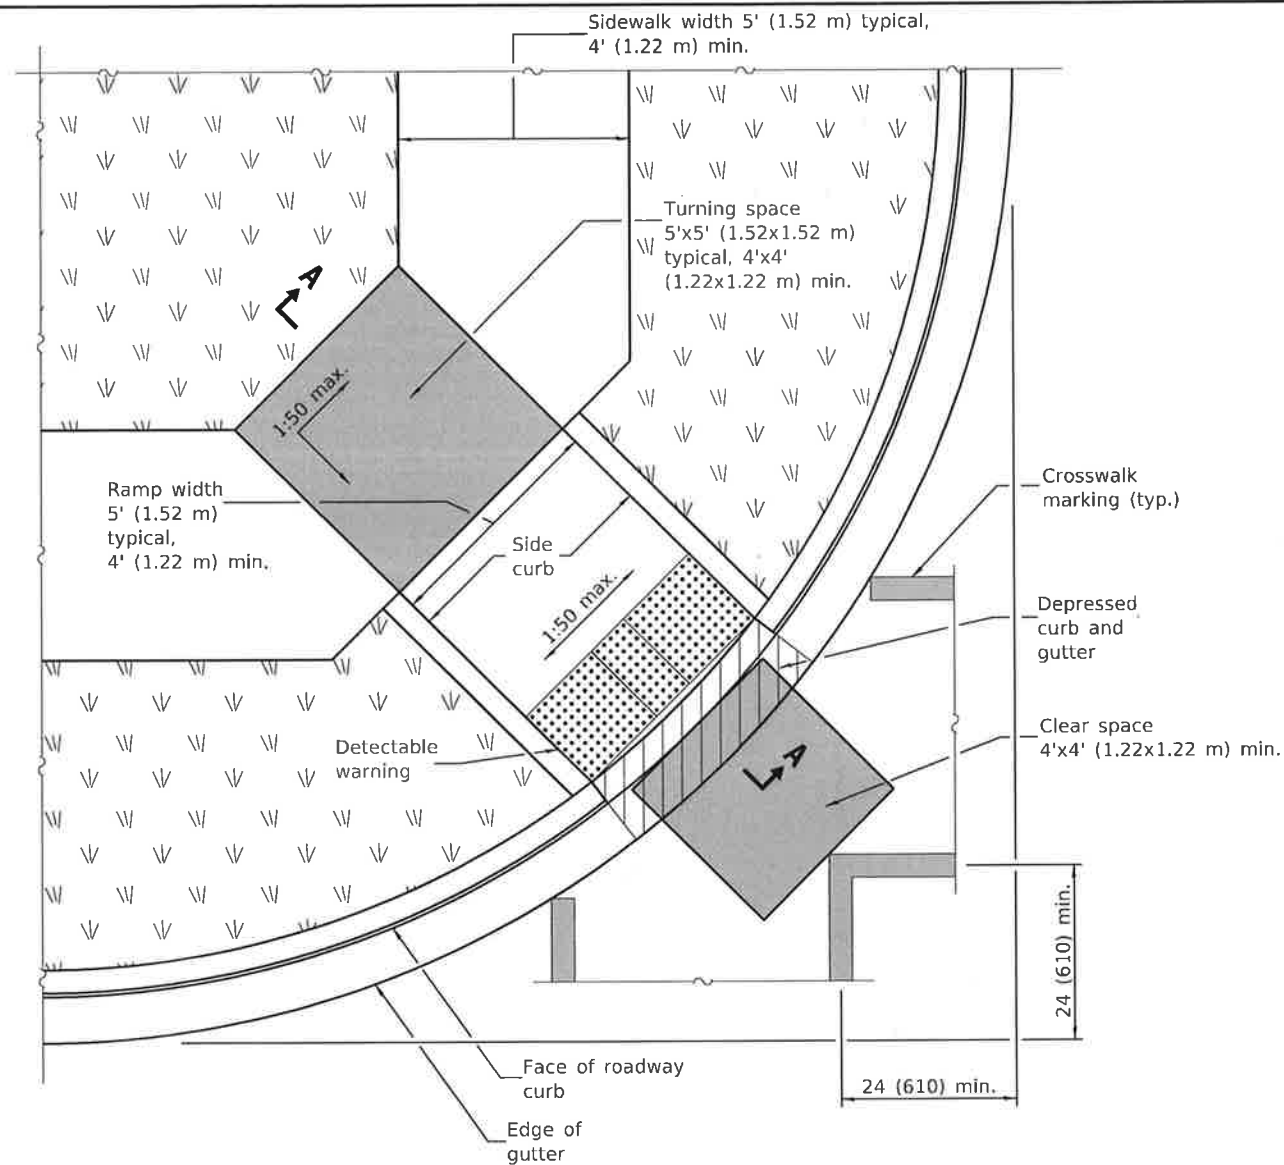 Sidewalk width 5' (1.52 m) typical,
4' (1.22 m) min.
Turning space
5'x5' (1.52x1.52 m)
typical, 4'x4'
(1.22x1.22 m) min.
A
1:50 max.
Ramp width
5' (1.52 m)
typical,
4' (1.22 m) min.
Side
curb
1:50 max.
Crosswalk
marking (typ.)
Depressed
curb and
gutter
Clear space
4'x4' (1.22x1.22 m) min.
Detectable
warning
A
24 (610) min.
24 (610) min.
Face of roadway
curb
Edge of
gutter